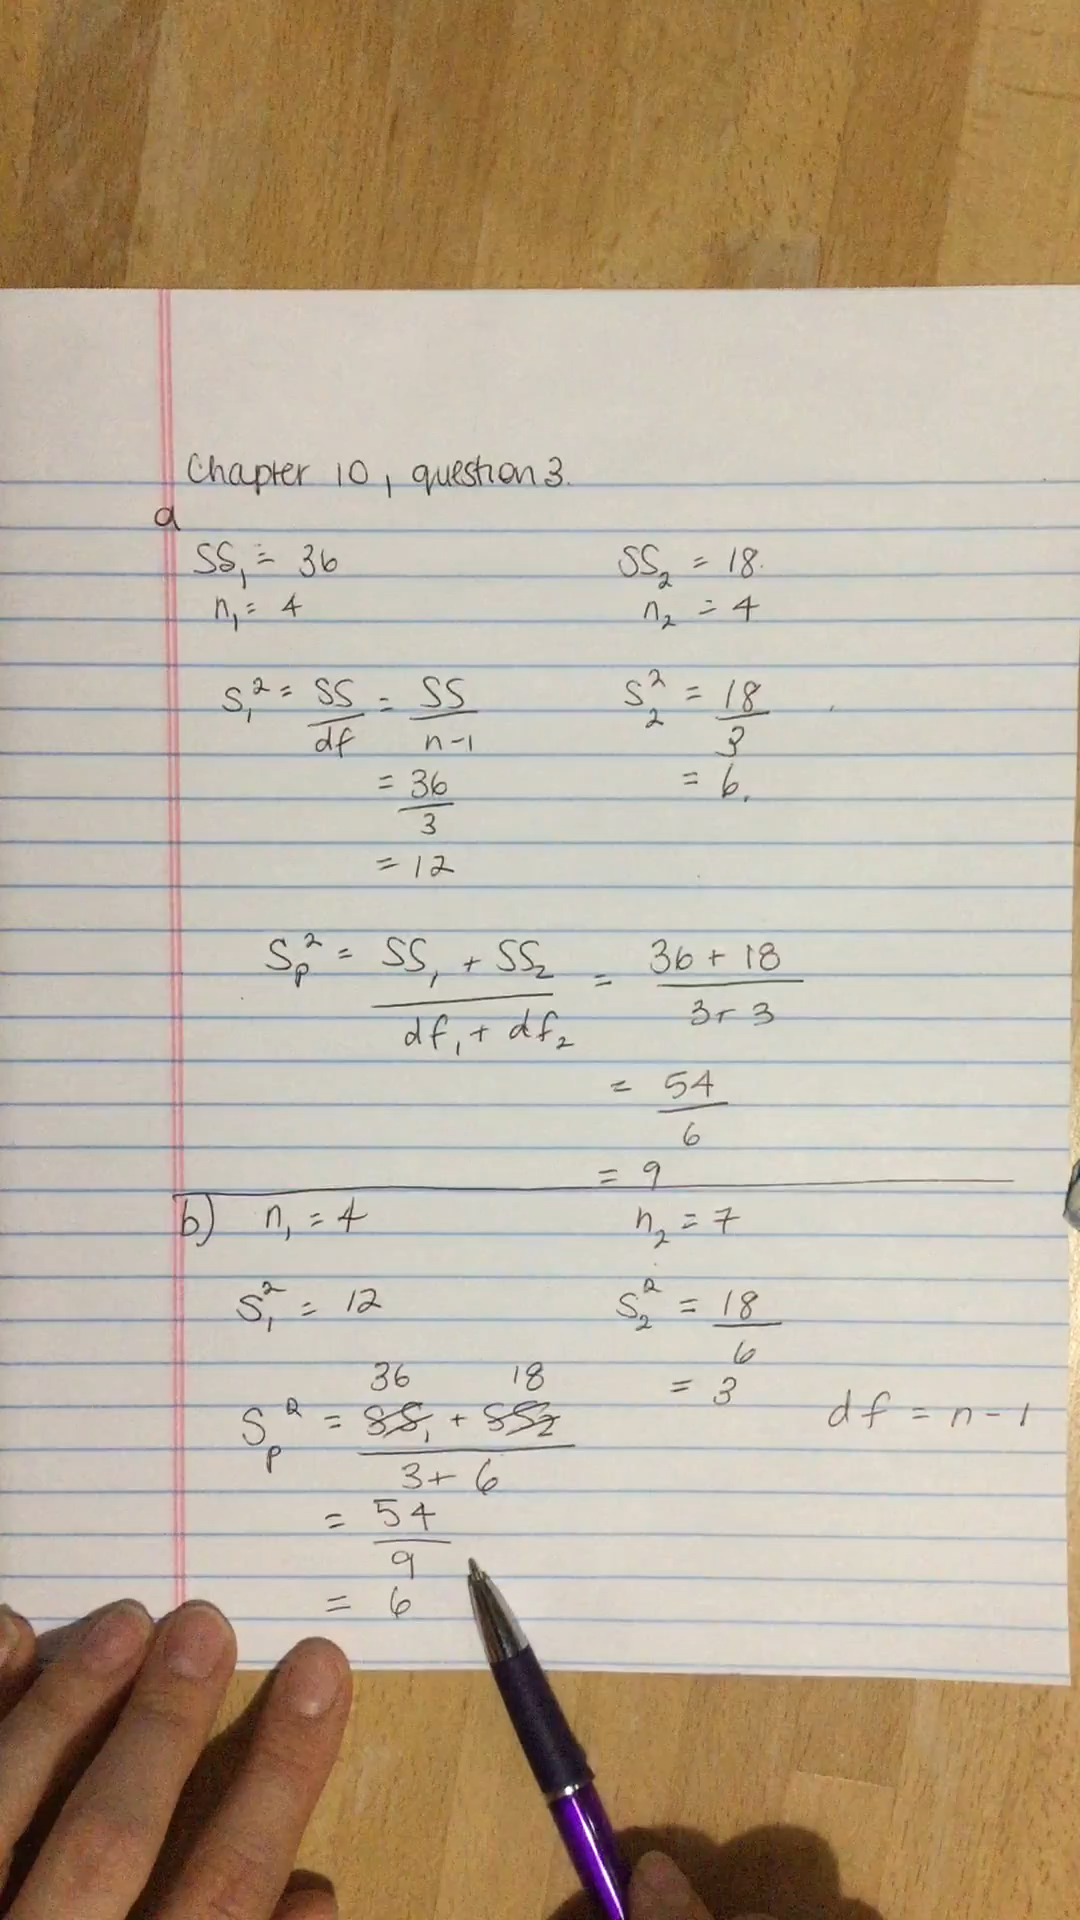 Chapter 10, question 3.
a
SS₁ = 36 SS₂ = 18.
n₁ = 4 n₂ = 4
S₁² = SS/df = SS/n-1 S₂² = 18/3
= 36/3 = 6.
= 12
Sp² = SS₁ + SS₂ / df₁ + df₂ = 36 + 18 / 3+ 3
= 54/6
= 9
b) n₁ = 4 n₂ = 7
S₁² = 12 S₂² = 18/6
36 18 = 3
Sp² = SS₁ + SS₂ / 3+ 6 df = n-1
= 54/9
= 6